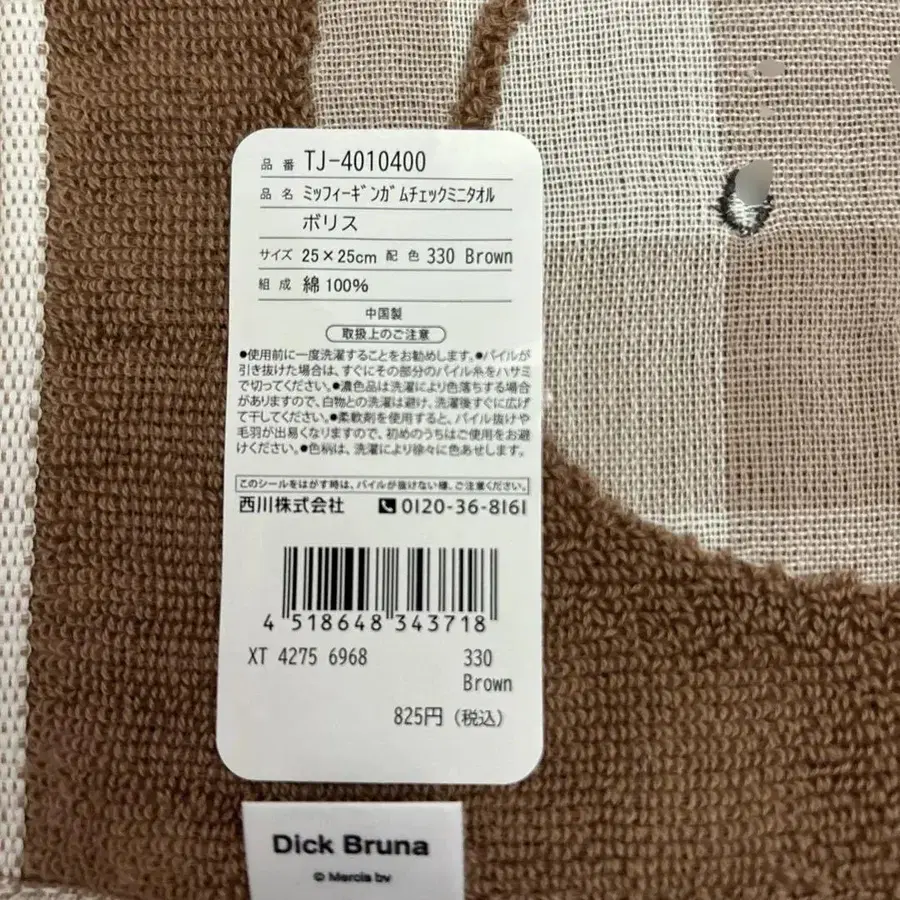 品番 TJ-4010400
品名 ミッフィーギンガムチェックミニタオル
ボリス
サイズ 25×25cm 配色 330 Brown
組成 綿100%
中国製
取扱上のご注意
●使用前に一度洗濯することをお勧めします。●パイルが
引き抜けた場合は、すぐにその部分のパイル糸をハサミ
で切ってください。●濃色品は洗濯により色落ちする場合
がありますので、白物との洗濯は避け、洗濯後すぐに広げ
て干してください。●柔軟剤を使用すると、パイル抜けや
毛羽が出易くなりますので、初めのうちはご使用をお避
けください。●色柄は、洗濯により徐々に色あせします。
このシールをはがす時は、パイルが抜けない様、ご注意ください。
西川株式会社 0120-36-8161
4 518648 343718
XT 4275 6968 330
Brown
825円(税込)
Dick Bruna
© Mercis bv